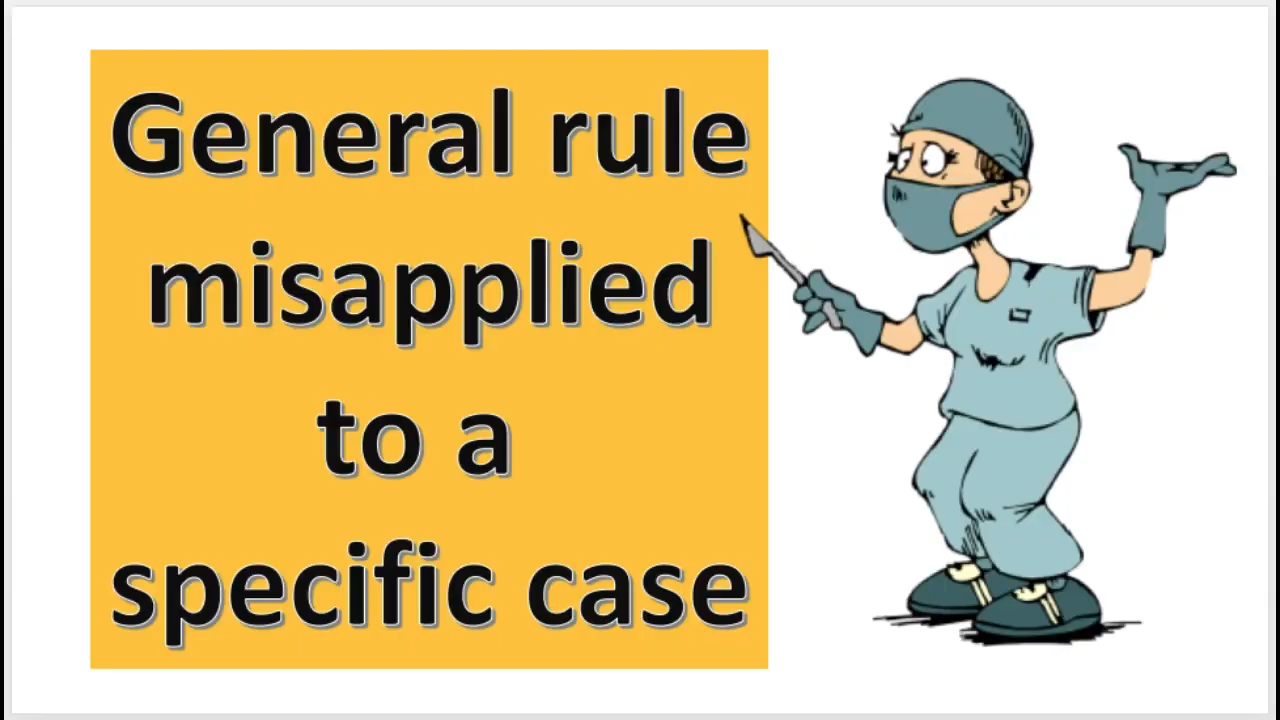 General rule
misapplied
to a
specific case